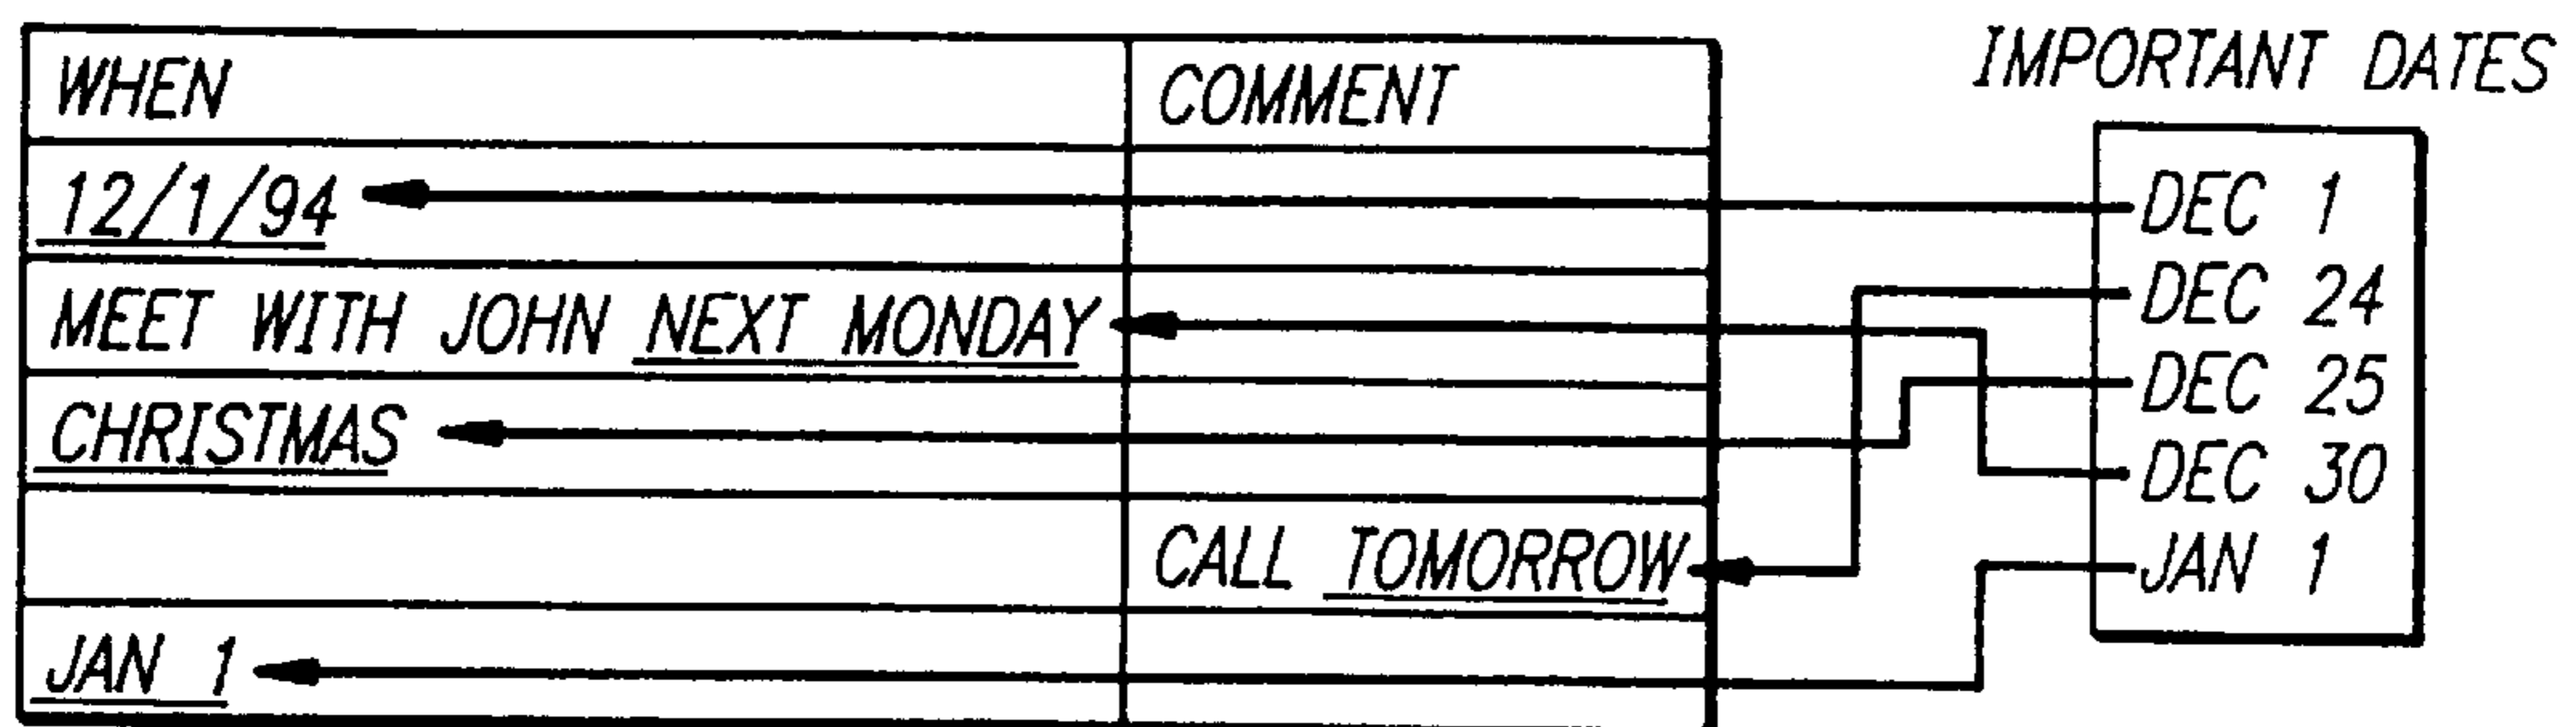 WHEN COMMENT
12/1/94
MEET WITH JOHN NEXT MONDAY
CHRISTMAS
CALL TOMORROW
JAN 1
IMPORTANT DATES
DEC 1
DEC 24
DEC 25
DEC 30
JAN 1